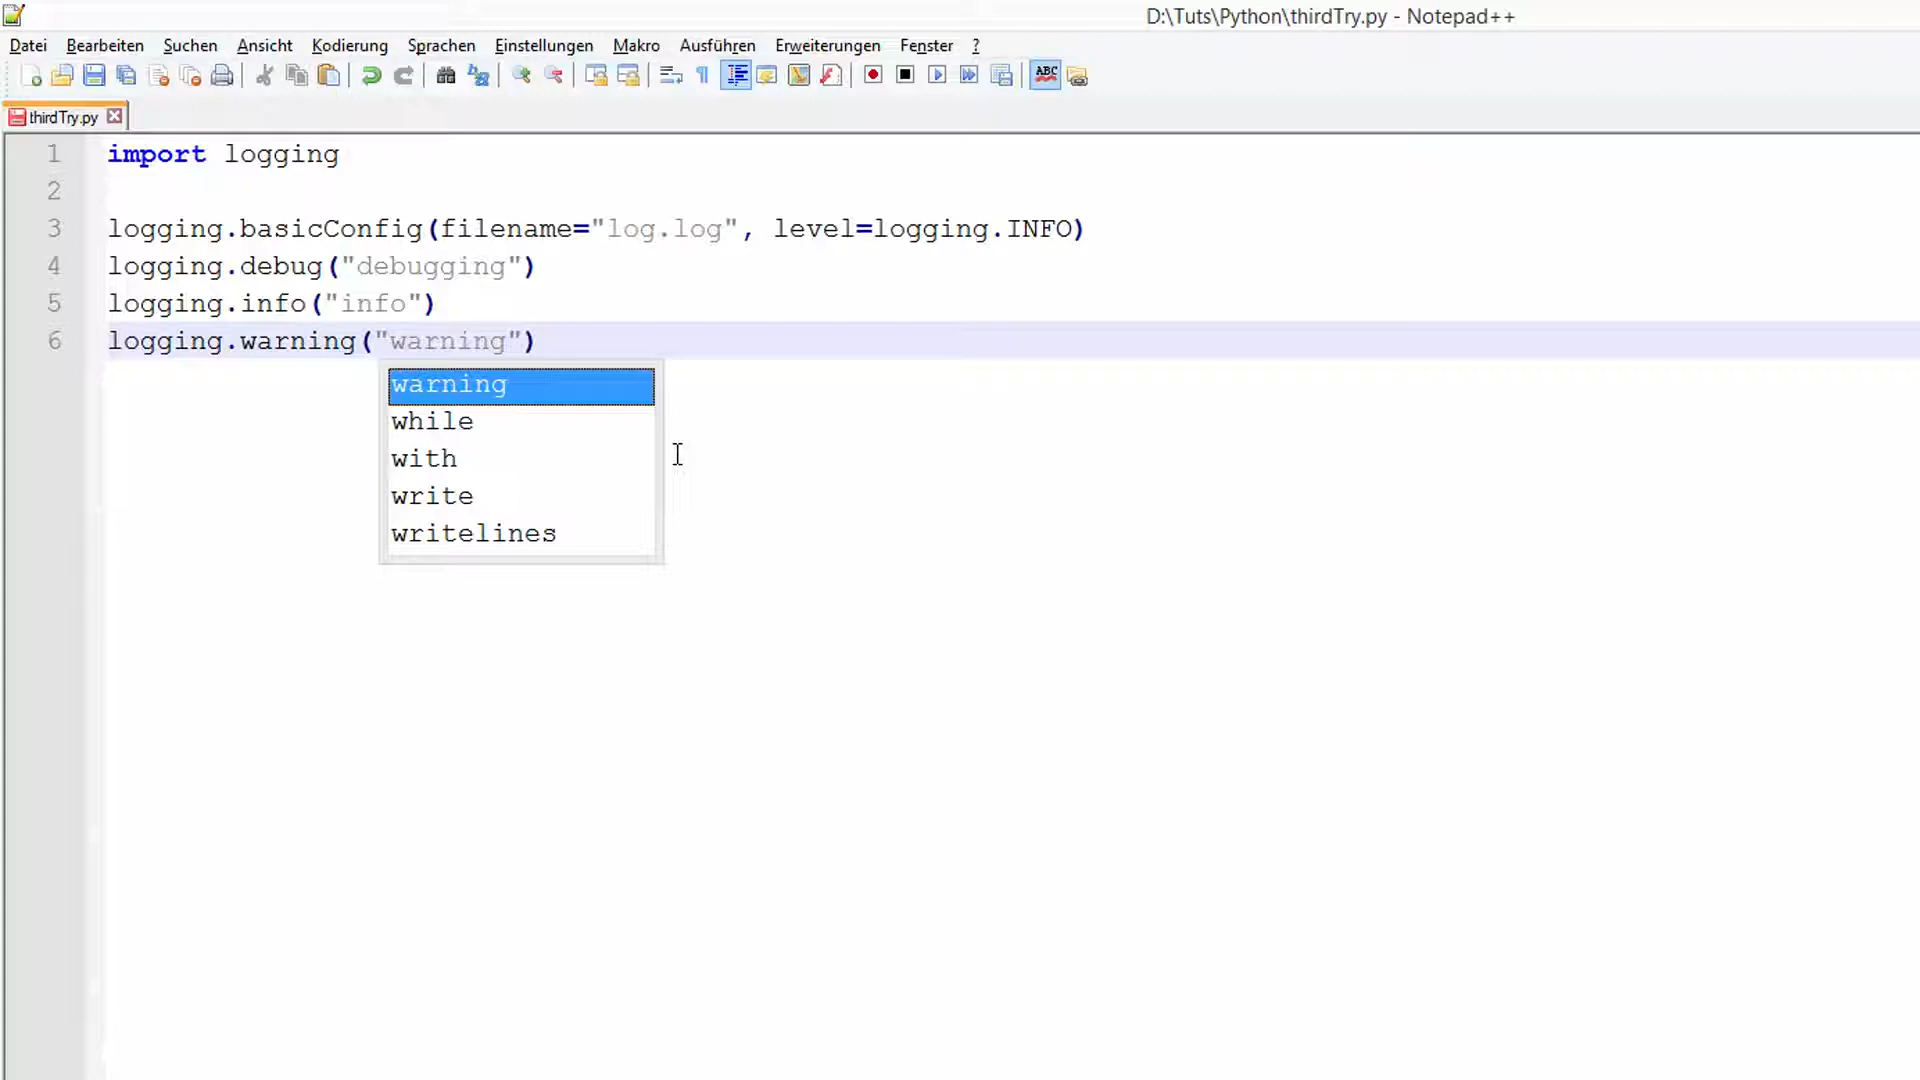 D:\Tuts\Python\thirdTry.py - Notepad++
Datei Bearbeiten Suchen Ansicht Kodierung Sprachen Einstellungen Makro Ausführen Erweiterungen Fenster ?
ABC
thirdTry.py
1 import logging
2
3 logging.basicConfig(filename="log.log", level=logging.INFO)
4 logging.debug("debugging")
5 logging.info("info")
6 logging.warning("warning")
warning
while
with
write
writelines